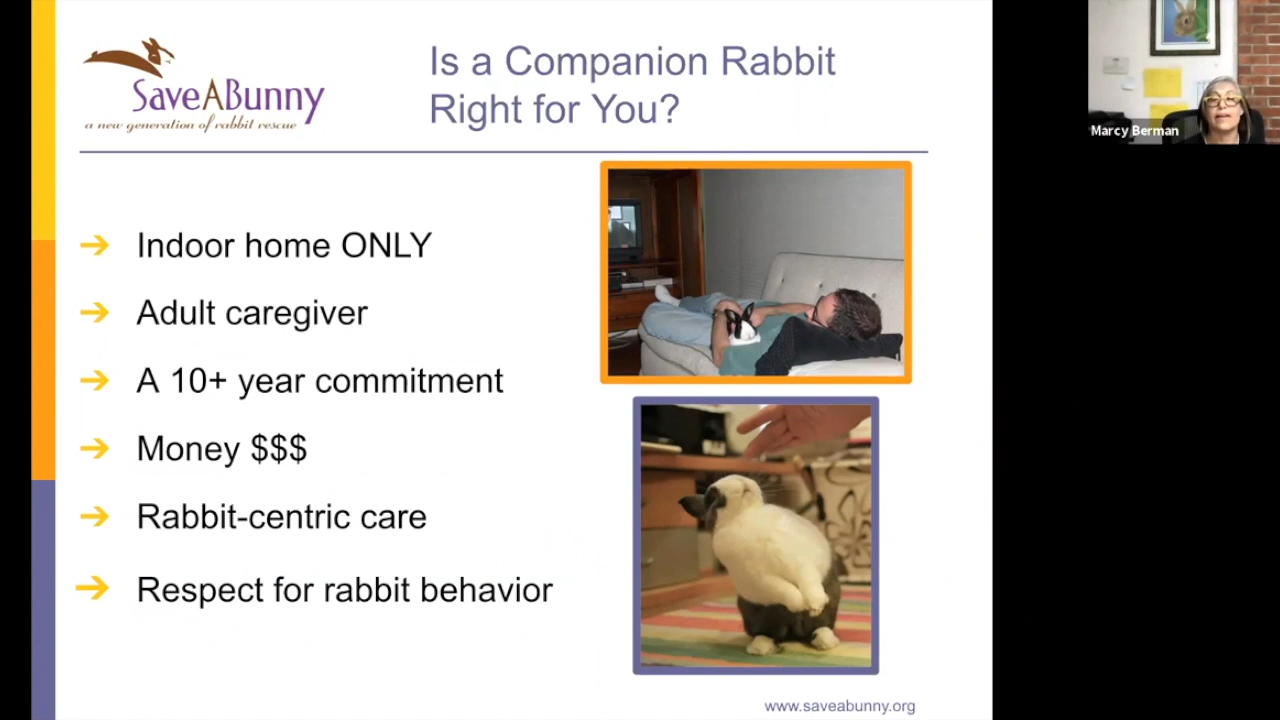 SaveABunny
a new generation of rabbit rescue
Is a Companion Rabbit
Right for You?
Marcy Berman
➔ Indoor home ONLY
➔ Adult caregiver
➔ A 10+ year commitment
➔ Money $$$
➔ Rabbit-centric care
➔ Respect for rabbit behavior
www.saveabunny.org